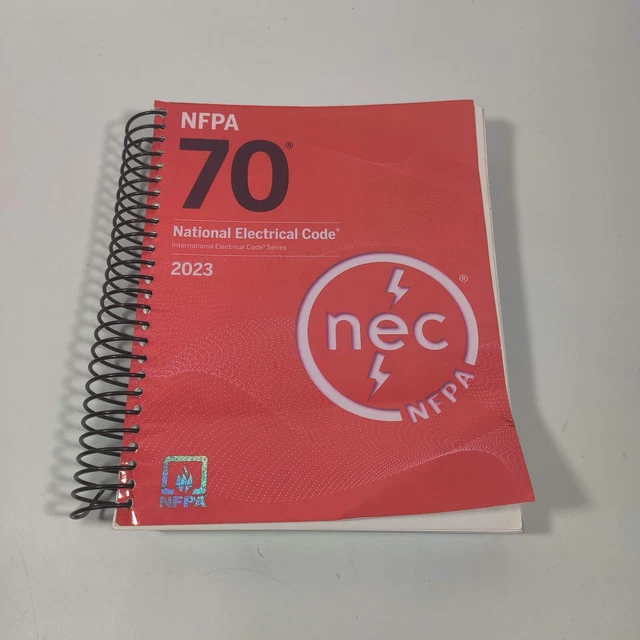 NFPA
70®
National Electrical Code®
International Electrical Code® Series
2023
nec®
NFPA
NFPA